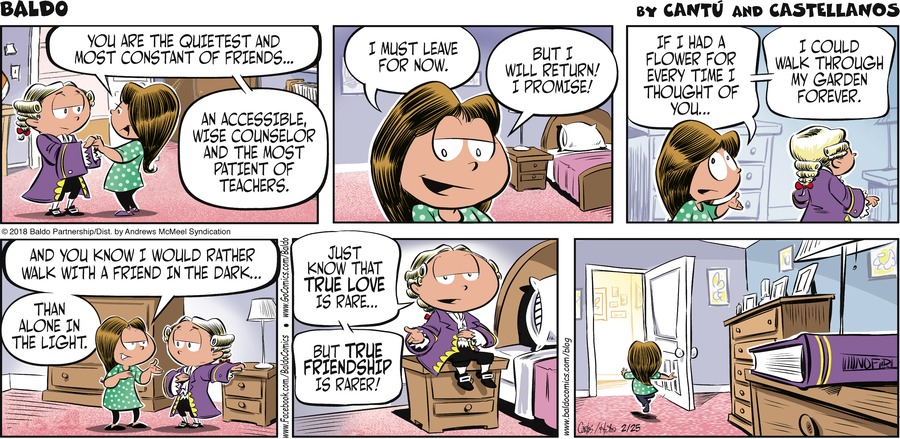 BALDO
BY CANTÚ AND CASTELLANOS
YOU ARE THE QUIETEST AND
MOST CONSTANT OF FRIENDS...
AN ACCESSIBLE,
WISE COUNSELOR
AND THE MOST
PATIENT OF
TEACHERS.
I MUST LEAVE
FOR NOW.
BUT I
WILL RETURN!
I PROMISE!
IF I HAD A
FLOWER FOR
EVERY TIME I
THOUGHT OF
YOU...
I COULD
WALK THROUGH
MY GARDEN
FOREVER.
© 2018 Baldo Partnership/Dist. by Andrews McMeel Syndication
AND YOU KNOW I WOULD RATHER
WALK WITH A FRIEND IN THE DARK...
THAN
ALONE IN
THE LIGHT.
www.Facebook.com/BaldoComics • www.GoComics.com/Baldo
JUST
KNOW THAT
TRUE LOVE
IS RARE...
BUT TRUE
FRIENDSHIP
IS RARER!
www.baldocomics.com/blog
2/25